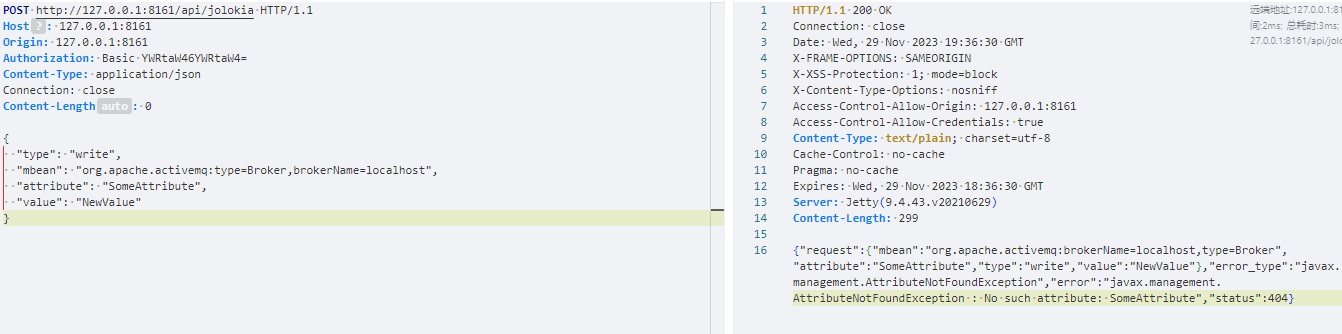 POST http://127.0.0.1:8161/api/jolokia HTTP/1.1
Host ? : 127.0.0.1:8161
Origin: 127.0.0.1:8161
Authorization: Basic YWRtaW46YWRtaW4=
Content-Type: application/json
Connection: close
Content-Length auto : 0
{
"type": "write",
"mbean": "org.apache.activemq:type=Broker,brokerName=localhost",
"attribute": "SomeAttribute",
"value": "NewValue"
}
1 HTTP/1.1 200 OK
2 Connection: close
3 Date: Wed, 29 Nov 2023 19:36:30 GMT
4 X-FRAME-OPTIONS: SAMEORIGIN
5 X-XSS-Protection: 1; mode=block
6 X-Content-Type-Options: nosniff
7 Access-Control-Allow-Origin: 127.0.0.1:8161
8 Access-Control-Allow-Credentials: true
9 Content-Type: text/plain; charset=utf-8
10 Cache-Control: no-cache
11 Pragma: no-cache
12 Expires: Wed, 29 Nov 2023 18:36:30 GMT
13 Server: Jetty(9.4.43.v20210629)
14 Content-Length: 299
15
16 {"request":{"mbean":"org.apache.activemq:brokerName=localhost,type=Broker",
"attribute":"SomeAttribute","type":"write","value":"NewValue"},"error_type":"javax.
management.AttributeNotFoundException","error":"javax.management.
AttributeNotFoundException : No such attribute: SomeAttribute","status":404}
远端地址:127.0.0.1:81
间:2ms; 总耗时:3ms;
27.0.0.1:8161/api/jolo